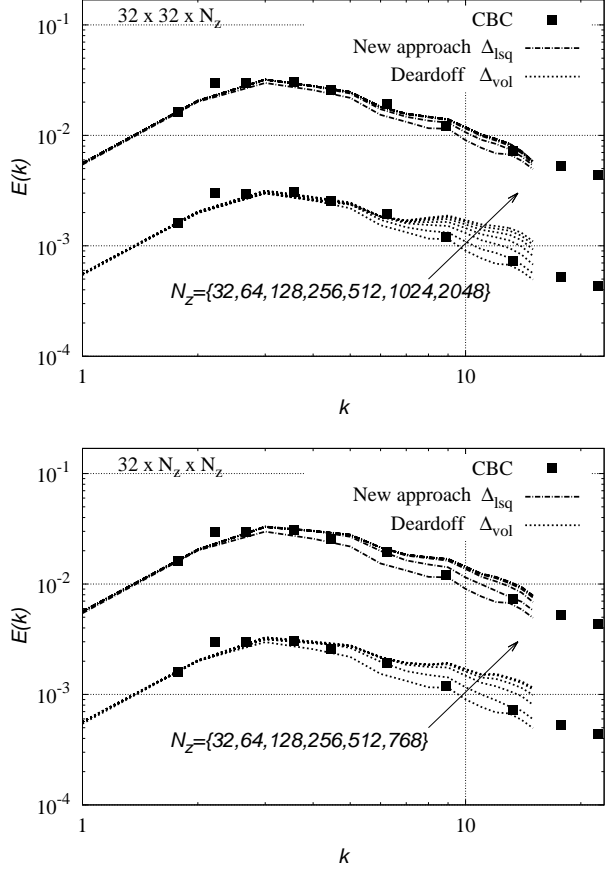 32 x 32 x N_z
CBC
New approach Δ_lsq
Deardoff Δ_vol
10^-1
10^-2
10^-3
10^-4
E(k)
N_z={32,64,128,256,512,1024,2048}
1
10
k
32 x N_z x N_z
CBC
New approach Δ_lsq
Deardoff Δ_vol
10^-1
10^-2
10^-3
10^-4
E(k)
N_z={32,64,128,256,512,768}
1
10
k